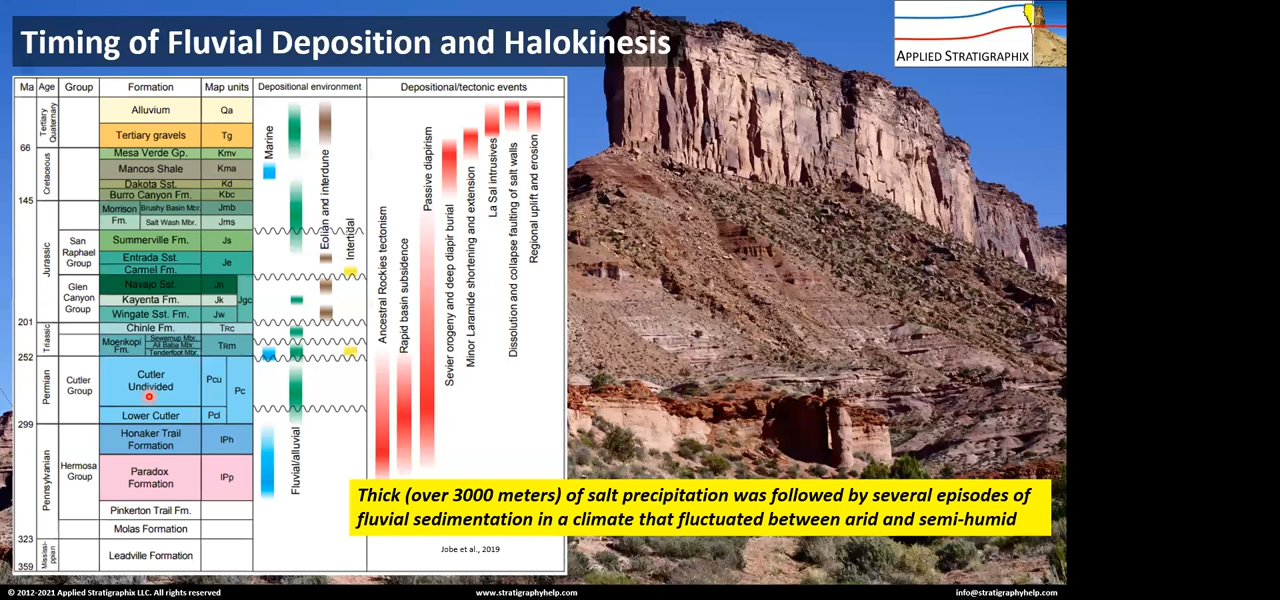 Timing of Fluvial Deposition and Halokinesis
APPLIED STRATIGRAPHIX
Ma Age Group Formation Map units Depositional environment Depositional/tectonic events
Tertiary
Quaternary
Alluvium Qa
Tertiary gravels Tg
66
Cretaceous
Mesa Verde Gp. Kmv
Mancos Shale Kma
Dakota Sst. Kd
Burro Canyon Fm. Kbc
145
Jurassic
Morrison
Fm.
Brushy Basin Mbr. Jmb
Salt Wash Mbr. Jms
San
Raphael
Group
Summerville Fm. Js
Entrada Sst.
Carmel Fm.
Je
Glen
Canyon
Group
Navajo Sst. Jn
Kayenta Fm. Jk
Jgc
Wingate Sst. Fm. Jw
201
Triassic
Chinle Fm. TRc
Moenkopi
Fm.
Sewemup Mbr.
Ali Baba Mbr.
Tenderfoot Mbr.
TRm
252
Permian
Cutler
Group
Cutler
Undivided
Pcu
Pc
Lower Cutler Pcl
299
Pennsylvanian
Hermosa
Group
Honaker Trail
Formation
IPh
Paradox
Formation
IPp
Pinkerton Trail Fm.
Molas Formation
323
Mississi-
ppian
Leadville Formation
359
Marine
Fluvial/alluvial
Eolian and interdune
Intertidal
Ancestral Rockies tectonism
Rapid basin subsidence
Passive diapirism
Sevier orogeny and deep diapir burial
Minor Laramide shortening and extension
La Sal intrusives
Dissolution and collapse faulting of salt walls
Regional uplift and erosion
Thick (over 3000 meters) of salt precipitation was followed by several episodes of
fluvial sedimentation in a climate that fluctuated between arid and semi-humid
Jobe et al., 2019
© 2012-2021 Applied Stratigraphix LLC. All rights reserved
www.stratigraphyhelp.com
info@stratigraphyhelp.com